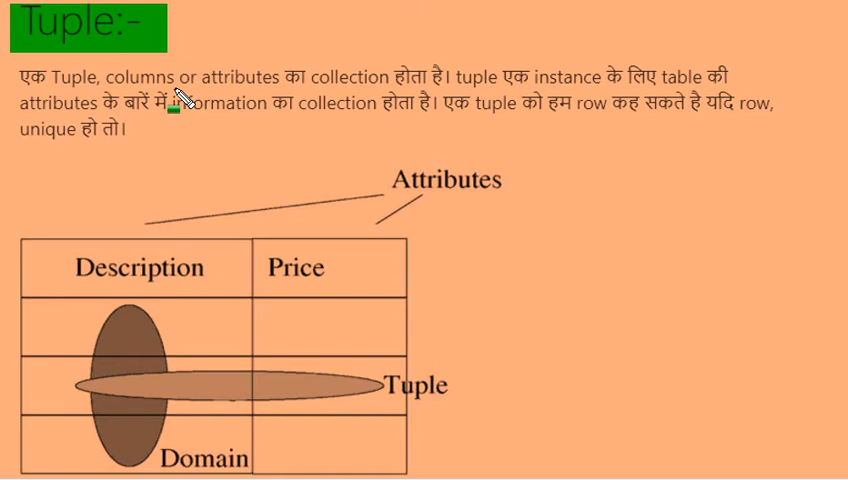 Tuple:-
एक Tuple, columns or attributes का collection होता है। tuple एक instance के लिए table की
attributes के बारें में information का collection होता है। एक tuple को हम row कह सकते है यदि row,
unique हो तो।
Attributes
Description Price
Tuple
Domain